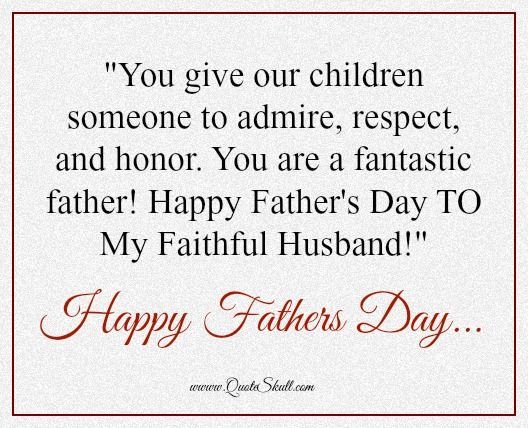 "You give our children
someone to admire, respect,
and honor. You are a fantastic
father! Happy Father's Day TO
My Faithful Husband!"
Happy Fathers Day...
www.QuoteSkull.com